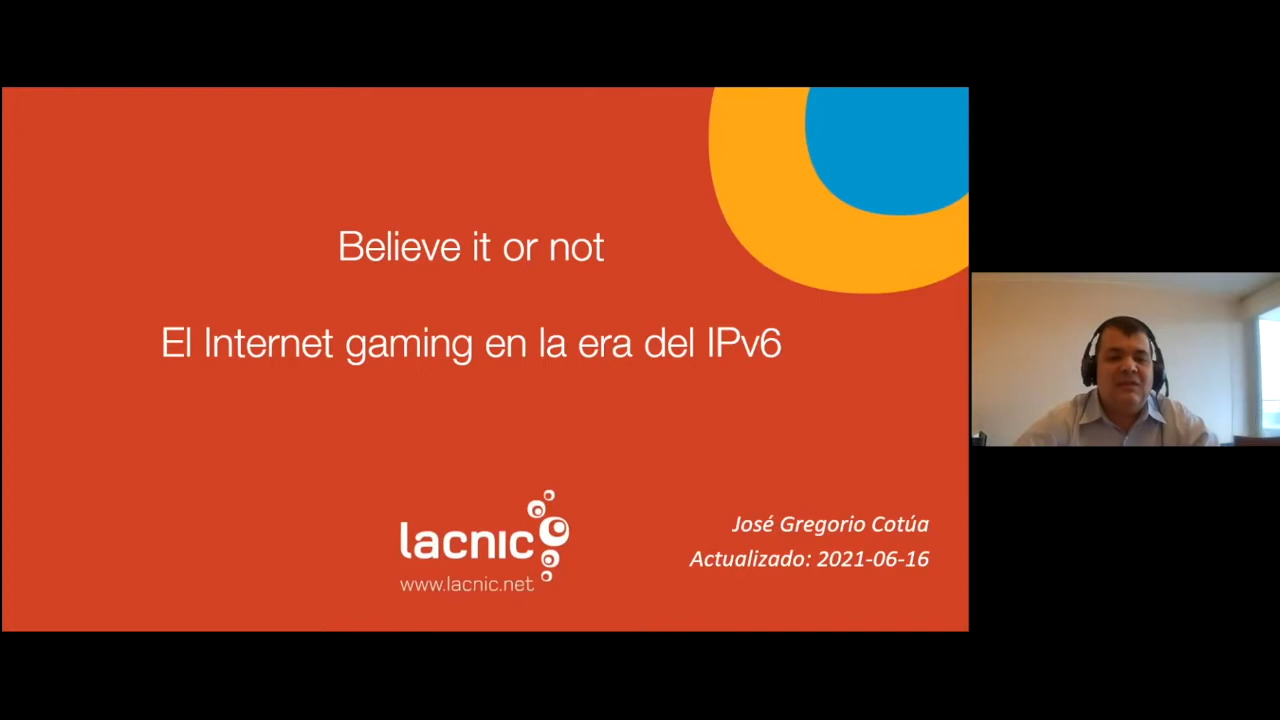 Believe it or not
El Internet gaming en la era del IPv6
lacnic
www.lacnic.net
José Gregorio Cotúa
Actualizado: 2021-06-16